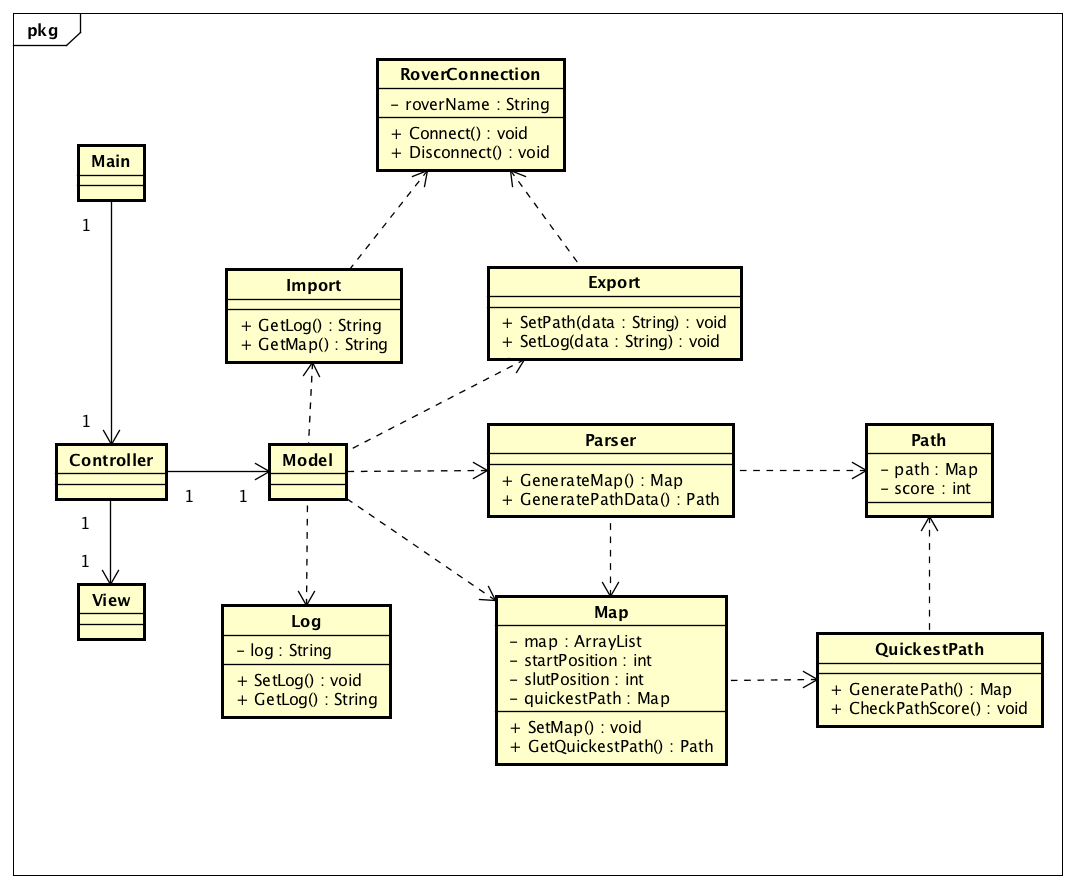 pkg
RoverConnection
- roverName : String
+ Connect() : void
+ Disconnect() : void
Main
1
1
Import
+ GetLog() : String
+ GetMap() : String
Export
+ SetPath(data : String) : void
+ SetLog(data : String) : void
Controller
1
1
Model
Parser
+ GenerateMap() : Map
+ GeneratePathData() : Path
Path
- path : Map
- score : int
1
1
View
Log
- log : String
+ SetLog() : void
+ GetLog() : String
Map
- map : ArrayList
- startPosition : int
- slutPosition : int
- quickestPath : Map
+ SetMap() : void
+ GetQuickestPath() : Path
QuickestPath
+ GeneratePath() : Map
+ CheckPathScore() : void